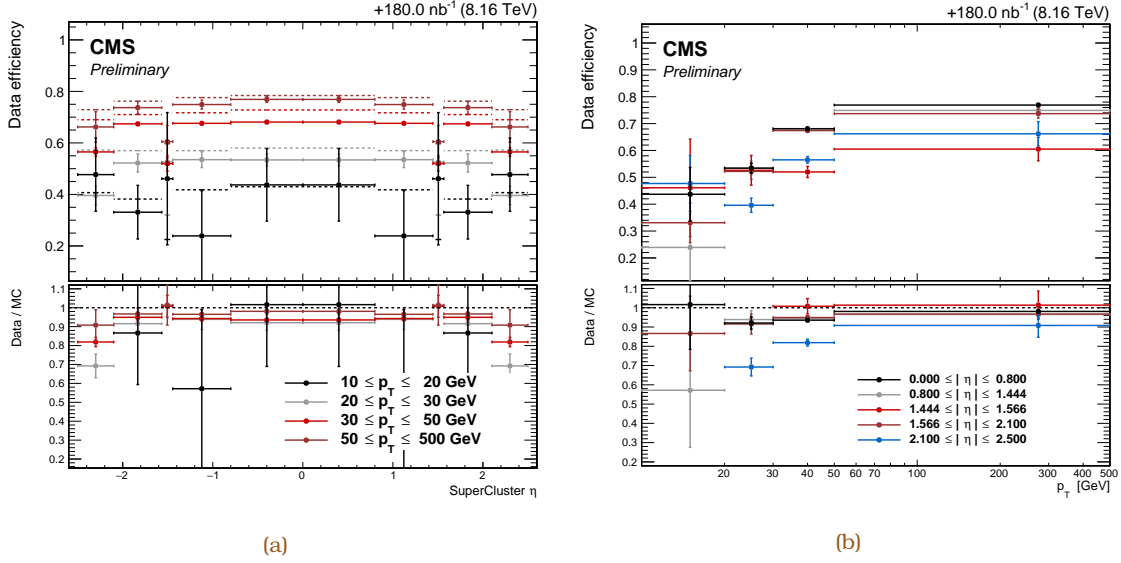 +180.0 nb⁻¹ (8.16 TeV)
Data efficiency
1
0.8
0.6
0.4
0.2
CMS
Preliminary
Data / MC
1.1
1
0.9
0.8
0.7
0.6
0.5
0.4
0.3
0.2
10 ≤ p_T ≤ 20 GeV
20 ≤ p_T ≤ 30 GeV
30 ≤ p_T ≤ 50 GeV
50 ≤ p_T ≤ 500 GeV
−2 −1 0 1 2
SuperCluster η
(a)
+180.0 nb⁻¹ (8.16 TeV)
Data efficiency
1
0.9
0.8
0.7
0.6
0.5
0.4
0.3
0.2
CMS
Preliminary
Data / MC
1.1
1
0.9
0.8
0.7
0.6
0.5
0.4
0.3
0.2
0.000 ≤ | η | ≤ 0.800
0.800 ≤ | η | ≤ 1.444
1.444 ≤ | η | ≤ 1.566
1.566 ≤ | η | ≤ 2.100
2.100 ≤ | η | ≤ 2.500
20 30 40 50 60 70 100 200 300 400 500
p_T [GeV]
(b)